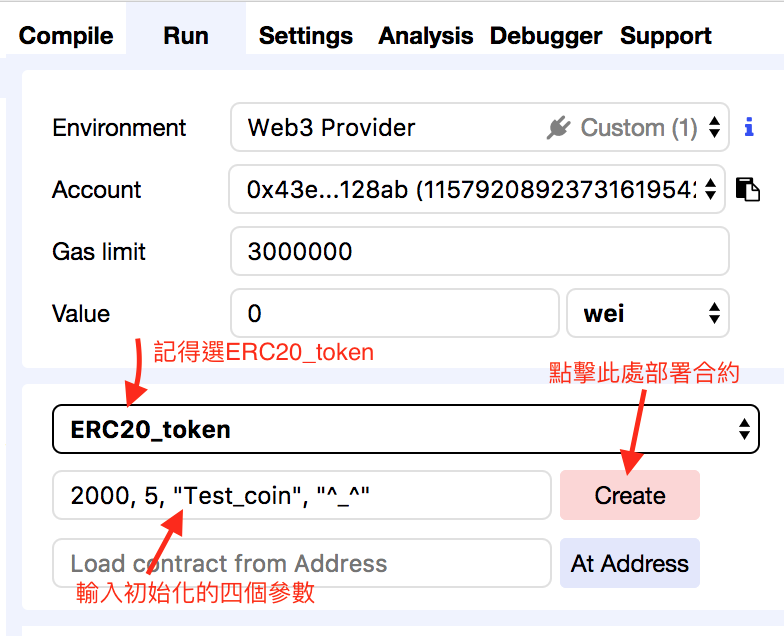 Compile Run Settings Analysis Debugger Support
Environment Web3 Provider Custom (1) i
Account 0x43e...128ab (11579208923731619542
Gas limit 3000000
Value 0 wei
記得選ERC20_token
點擊此處部署合約
ERC20_token
2000, 5, "Test_coin", "^_^" Create
Load contract from Address At Address
輸入初始化的四個參數